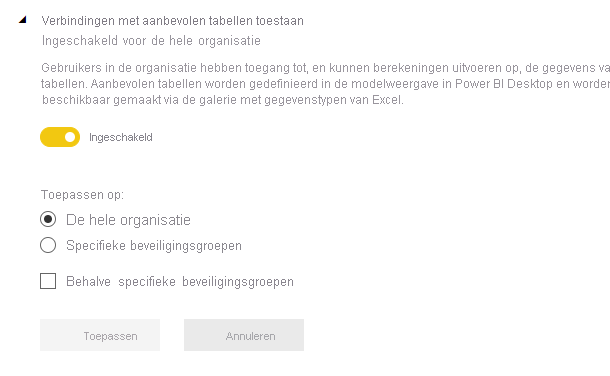 Verbindingen met aanbevolen tabellen toestaan
Ingeschakeld voor de hele organisatie
Gebruikers in de organisatie hebben toegang tot, en kunnen berekeningen uitvoeren op, de gegevens
tabellen. Aanbevolen tabellen worden gedefinieerd in de modelweergave in Power BI Desktop en worden
beschikbaar gemaakt via de galerie met gegevenstypen van Excel.
Ingeschakeld
Toepassen op:
De hele organisatie
Specifieke beveiligingsgroepen
Behalve specifieke beveiligingsgroepen
Toepassen
Annuleren